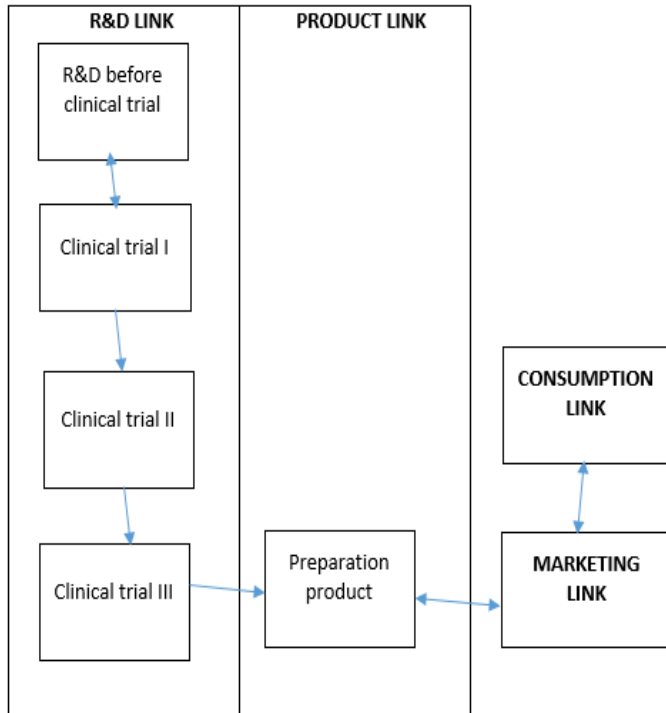 R&D LINK
PRODUCT LINK
R&D before
clinical trial
Clinical trial I
Clinical trial II
Clinical trial III
Preparation
product
CONSUMPTION
LINK
MARKETING
LINK